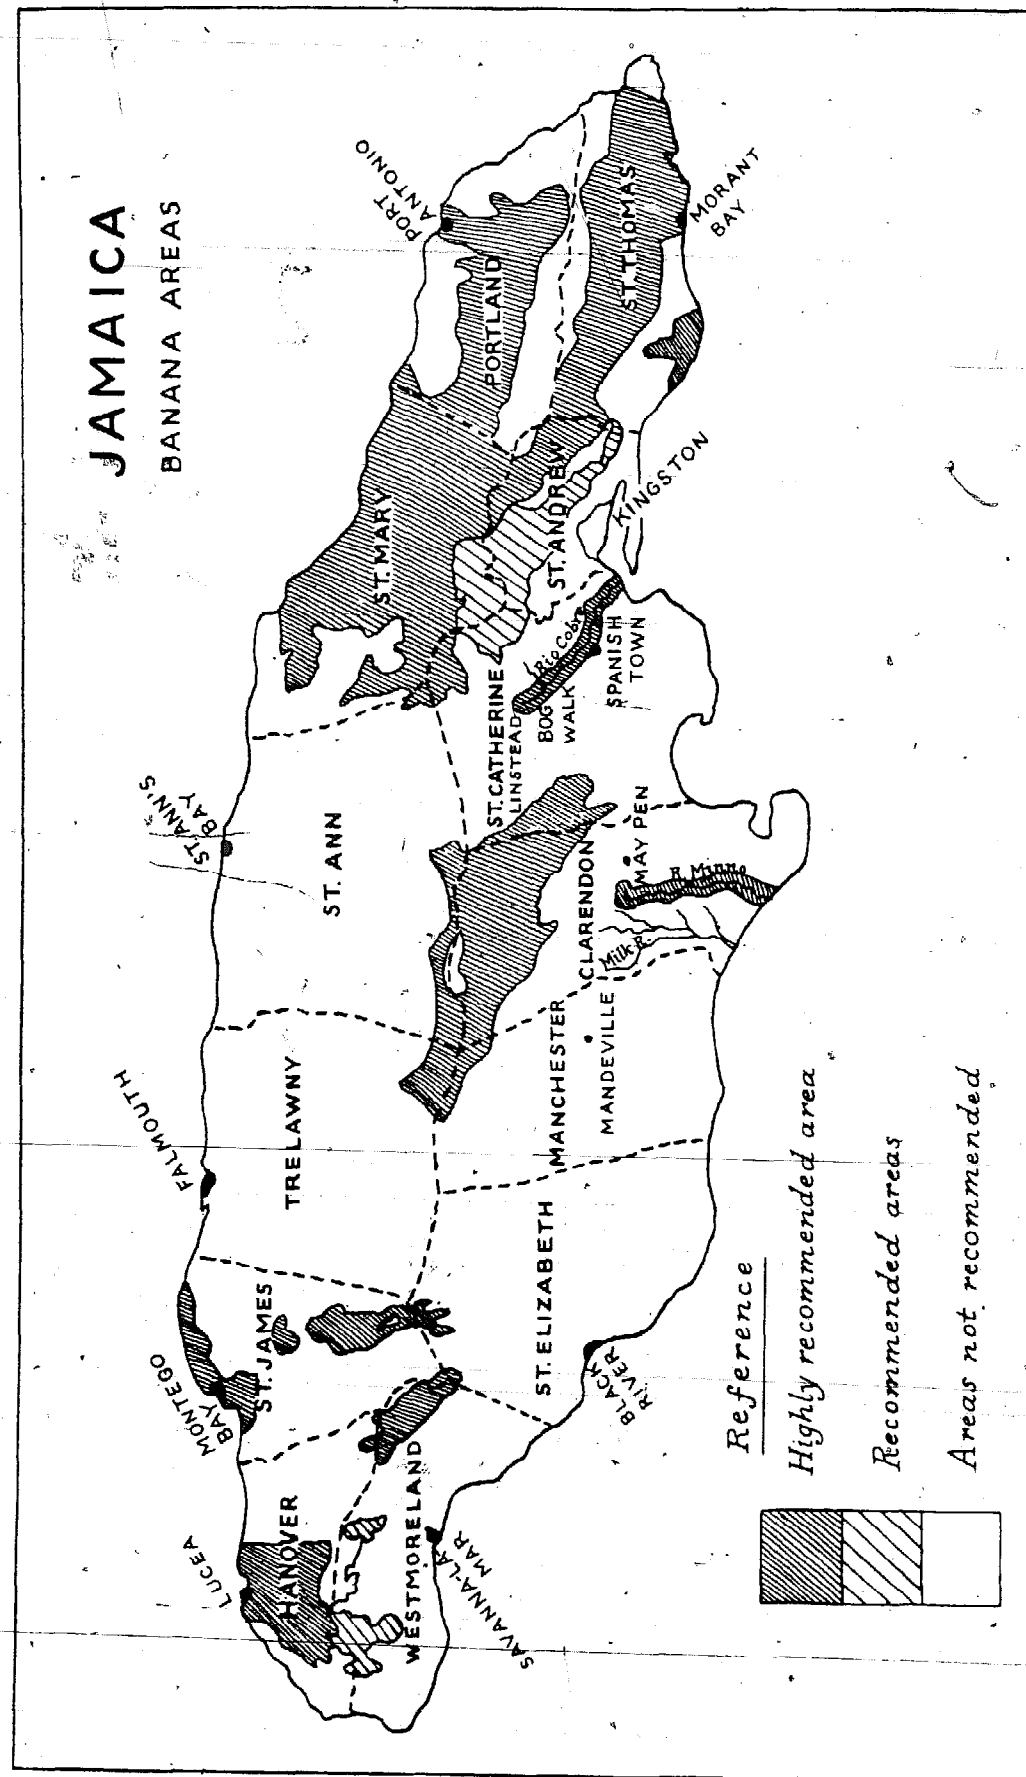 JAMAICA
BANANA AREAS
LUCEA
MONTEGO
BAY
FALMOUTH
ST. ANN'S
BAY
PORT
ANTONIO
HANOVER
ST. JAMES
TRELAWNY
ST. ANN
ST. MARY
PORTLAND
ST. THOMAS
WESTMORELAND
ST. ELIZABETH
MANCHESTER
MANDEVILLE
CLARENDON
MAY PEN
ST. CATHERINE
LINSTEAD
BOG
WALK
Rio Cobre
SPANISH
TOWN
ST. ANDREW
KINGSTON
MORANT
BAY
Milk R.
R. Minno
SAVANNA-LA
MAR
BLACK
RIVER
Reference
Highly recommended area
Recommended areas
Areas not recommended